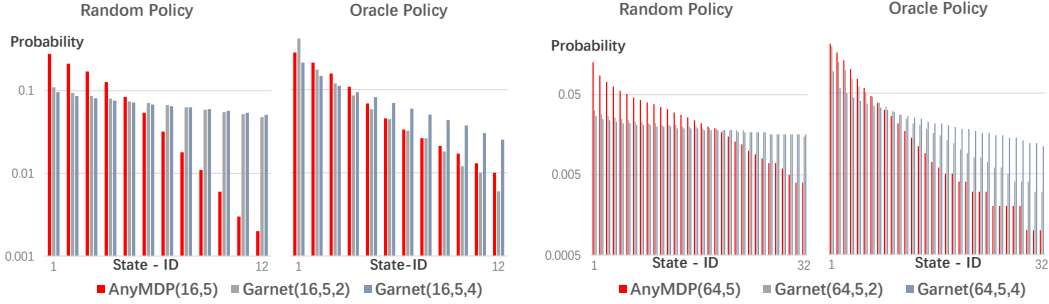 Random Policy
Oracle Policy
Probability
0.1
0.01
0.001
1
State - ID
12
1
State-ID
12
AnyMDP(16,5)
Garnet(16,5,2)
Garnet(16,5,4)
Random Policy
Oracle Policy
Probability
0.05
0.005
0.0005
1
State - ID
32
1
State - ID
32
AnyMDP(64,5)
Garnet(64,5,2)
Garnet(64,5,4)